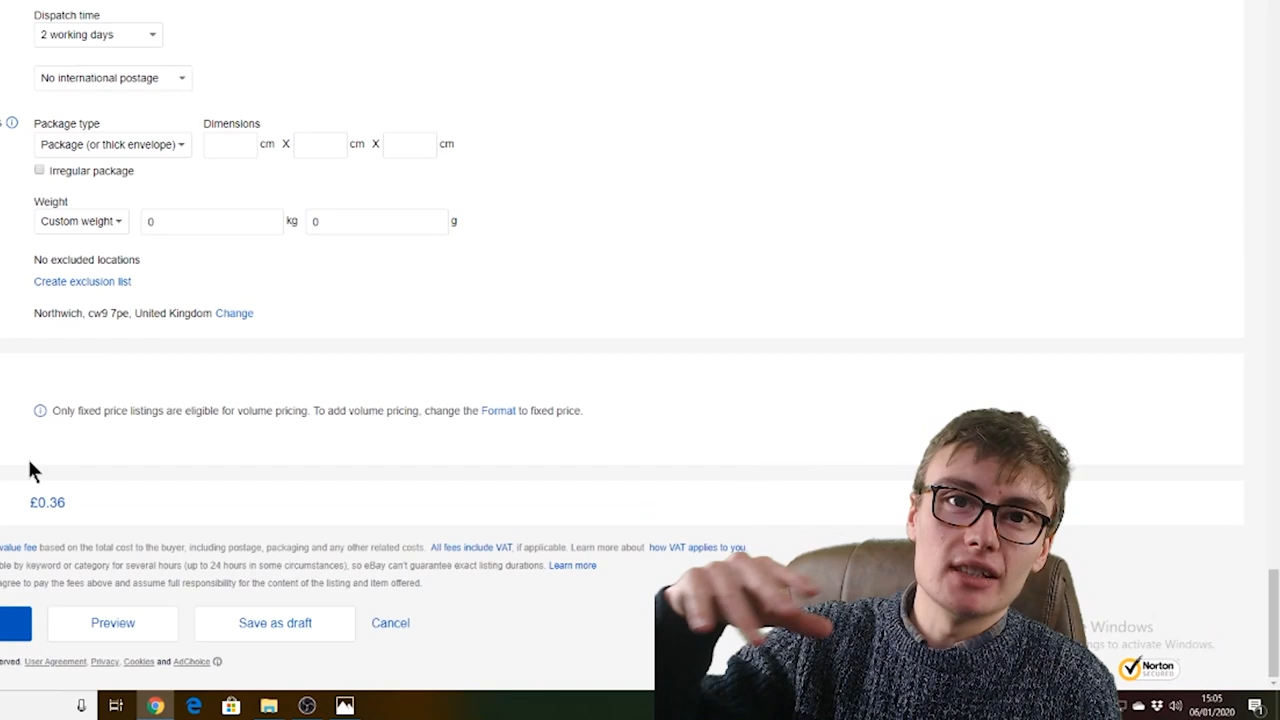 Dispatch time
2 working days
No international postage
Package type
Dimensions
Package (or thick envelope)
cm X cm X cm
Irregular package
Weight
Custom weight
0 kg 0 g
No excluded locations
Create exclusion list
Northwich, cw9 7pe, United Kingdom Change
Only fixed price listings are eligible for volume pricing. To add volume pricing, change the Format to fixed price.
£0.36
value fee based on the total cost to the buyer, including postage, packaging and any other related costs. All fees include VAT, if applicable. Learn more about how VAT applies to you
ble by keyword or category for several hours (up to 24 hours in some circumstances), so eBay can't guarantee exact listing durations. Learn more
agree to pay the fees above and assume full responsibility for the content of the listing and item offered.
Preview
Save as draft
Cancel
erved. User Agreement, Privacy, Cookies and AdChoice
e Windows
ngs to activate Windows.
Norton
SECURED
15:05
06/01/2020
1